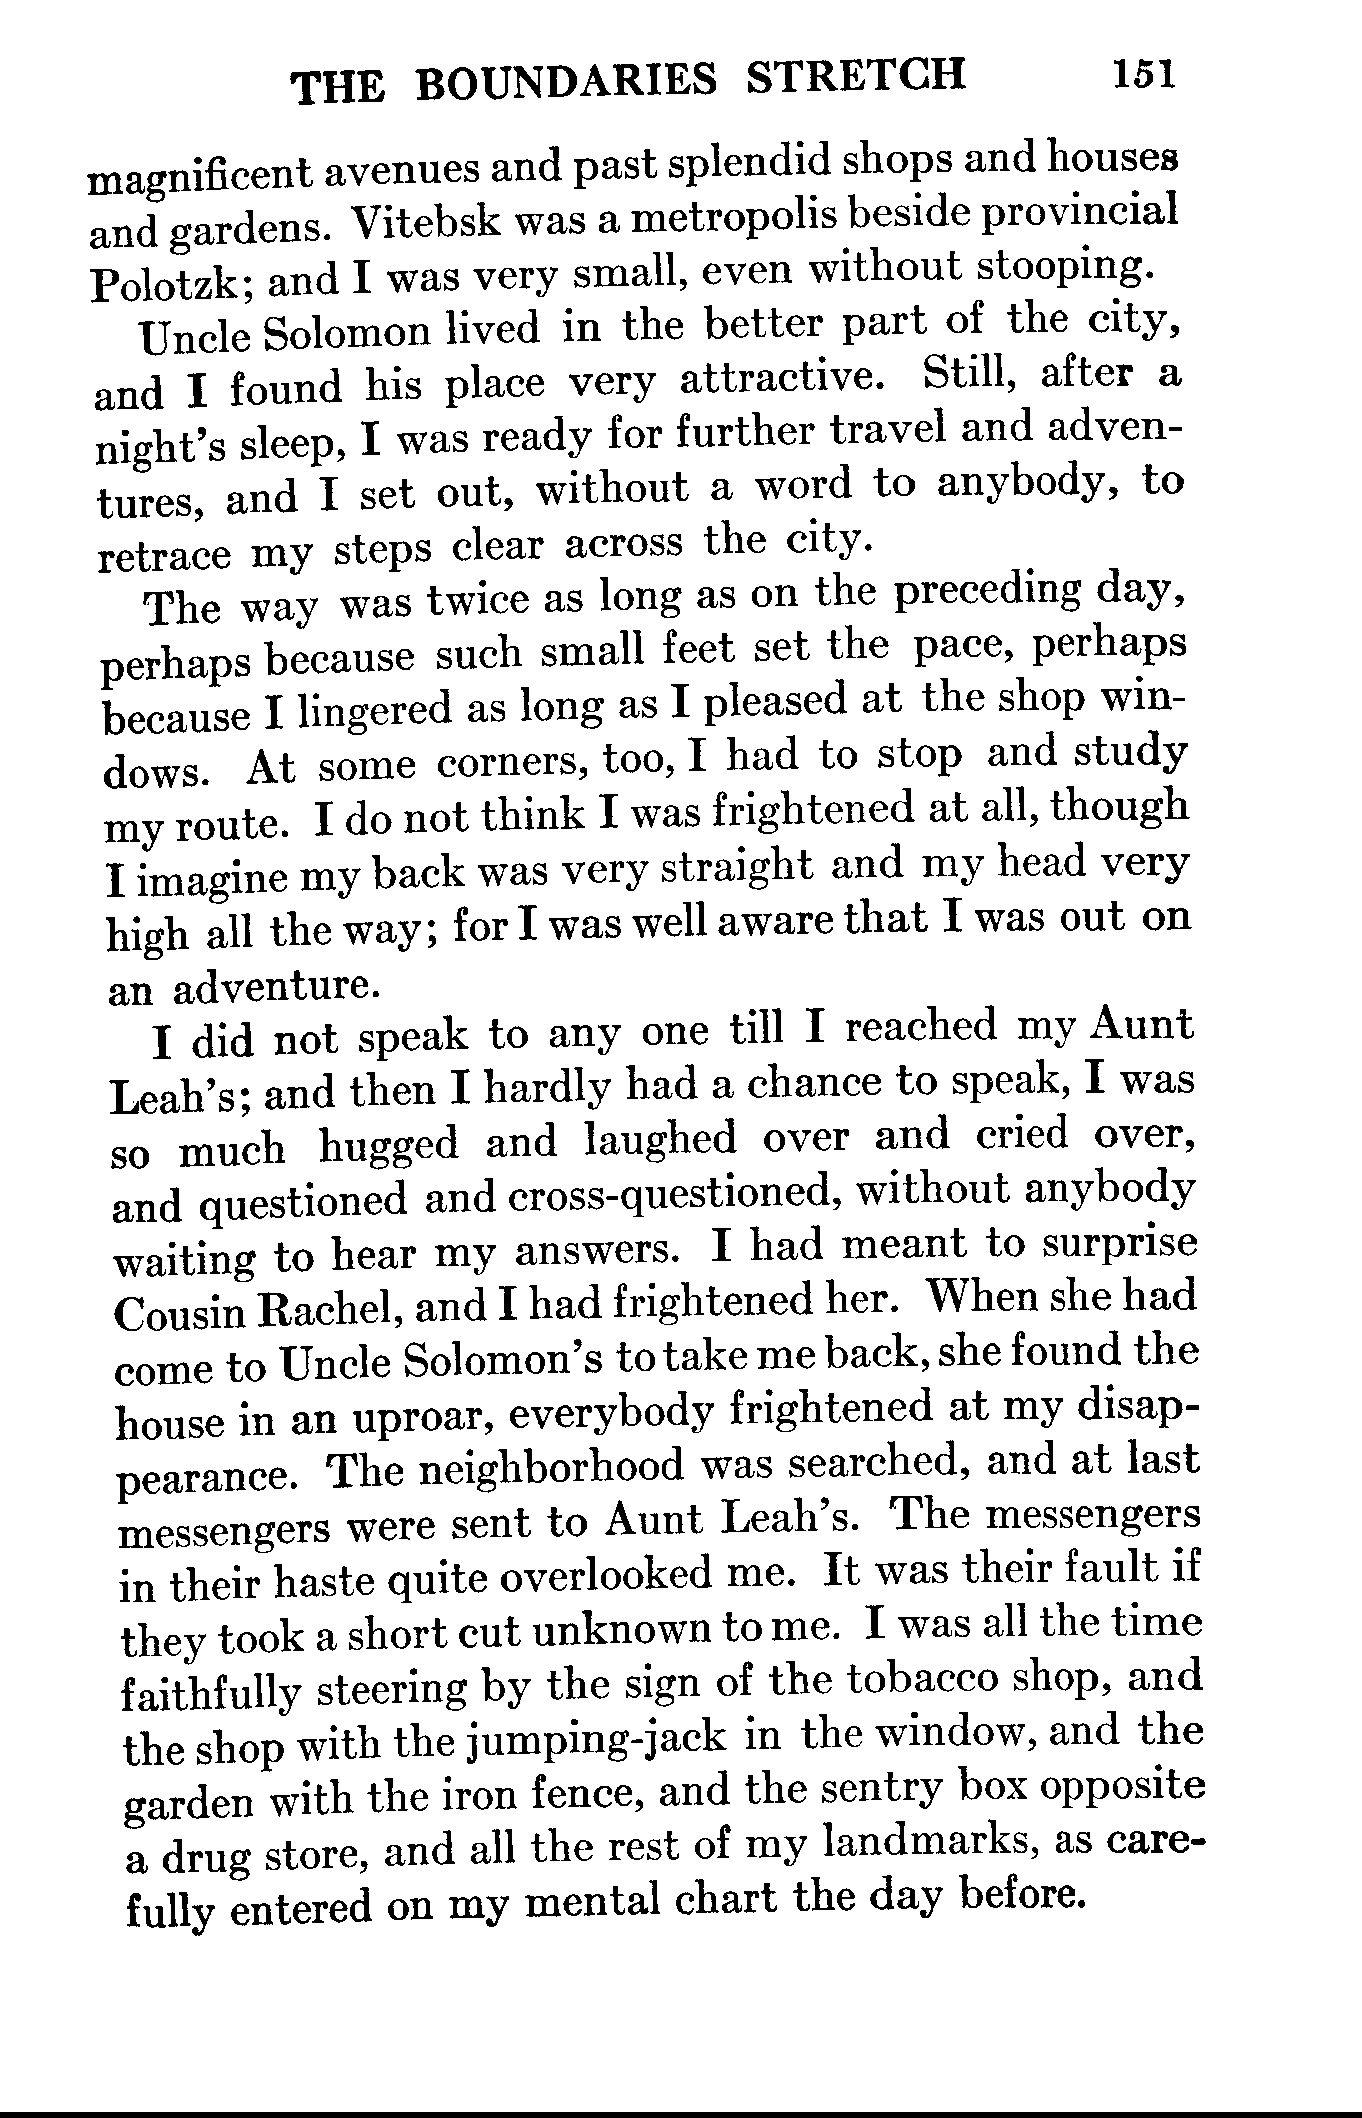 THE BOUNDARIES STRETCH 151
magnificent avenues and past splendid shops and houses
and gardens. Vitebsk was a metropolis beside provincial
Polotzk; and I was very small, even without stooping.
Uncle Solomon lived in the better part of the city,
and I found his place very attractive. Still, after a
night's sleep, I was ready for further travel and adven-
tures, and I set out, without a word to anybody, to
retrace my steps clear across the city.
The way was twice as long as on the preceding day,
perhaps because such small feet set the pace, perhaps
because I lingered as long as I pleased at the shop win-
dows. At some corners, too, I had to stop and study
my route. I do not think I was frightened at all, though
I imagine my back was very straight and my head very
high all the way; for I was well aware that I was out on
an adventure.
I did not speak to any one till I reached my Aunt
Leah's; and then I hardly had a chance to speak, I was
so much hugged and laughed over and cried over,
and questioned and cross-questioned, without anybody
waiting to hear my answers. I had meant to surprise
Cousin Rachel, and I had frightened her. When she had
come to Uncle Solomon's to take me back, she found the
house in an uproar, everybody frightened at my disap-
pearance. The neighborhood was searched, and at last
messengers were sent to Aunt Leah's. The messengers
in their haste quite overlooked me. It was their fault if
they took a short cut unknown to me. I was all the time
faithfully steering by the sign of the tobacco shop, and
the shop with the jumping-jack in the window, and the
garden with the iron fence, and the sentry box opposite
a drug store, and all the rest of my landmarks, as care-
fully entered on my mental chart the day before.